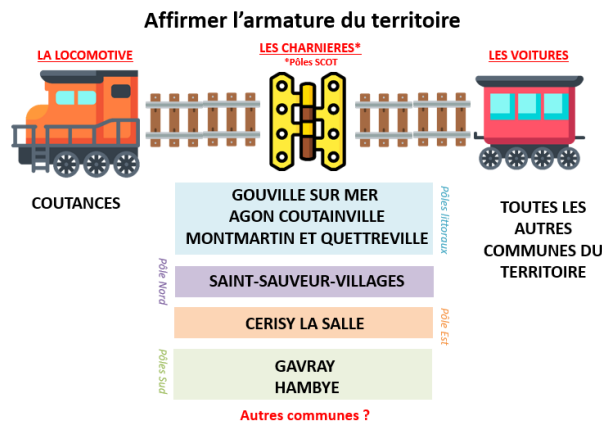 Affirmer l’armature du territoire
LA LOCOMOTIVE
LES CHARNIERES*
*Pôles SCOT
LES VOITURES
COUTANCES
GOUVILLE SUR MER
AGON COUTAINVILLE
MONTMARTIN ET QUETTREVILLE
Pôles littoraux
Pôle Nord
SAINT-SAUVEUR-VILLAGES
CERISY LA SALLE
Pôle Est
Pôles Sud
GAVRAY
HAMBYE
Autres communes ?
TOUTES LES
AUTRES
COMMUNES DU
TERRITOIRE